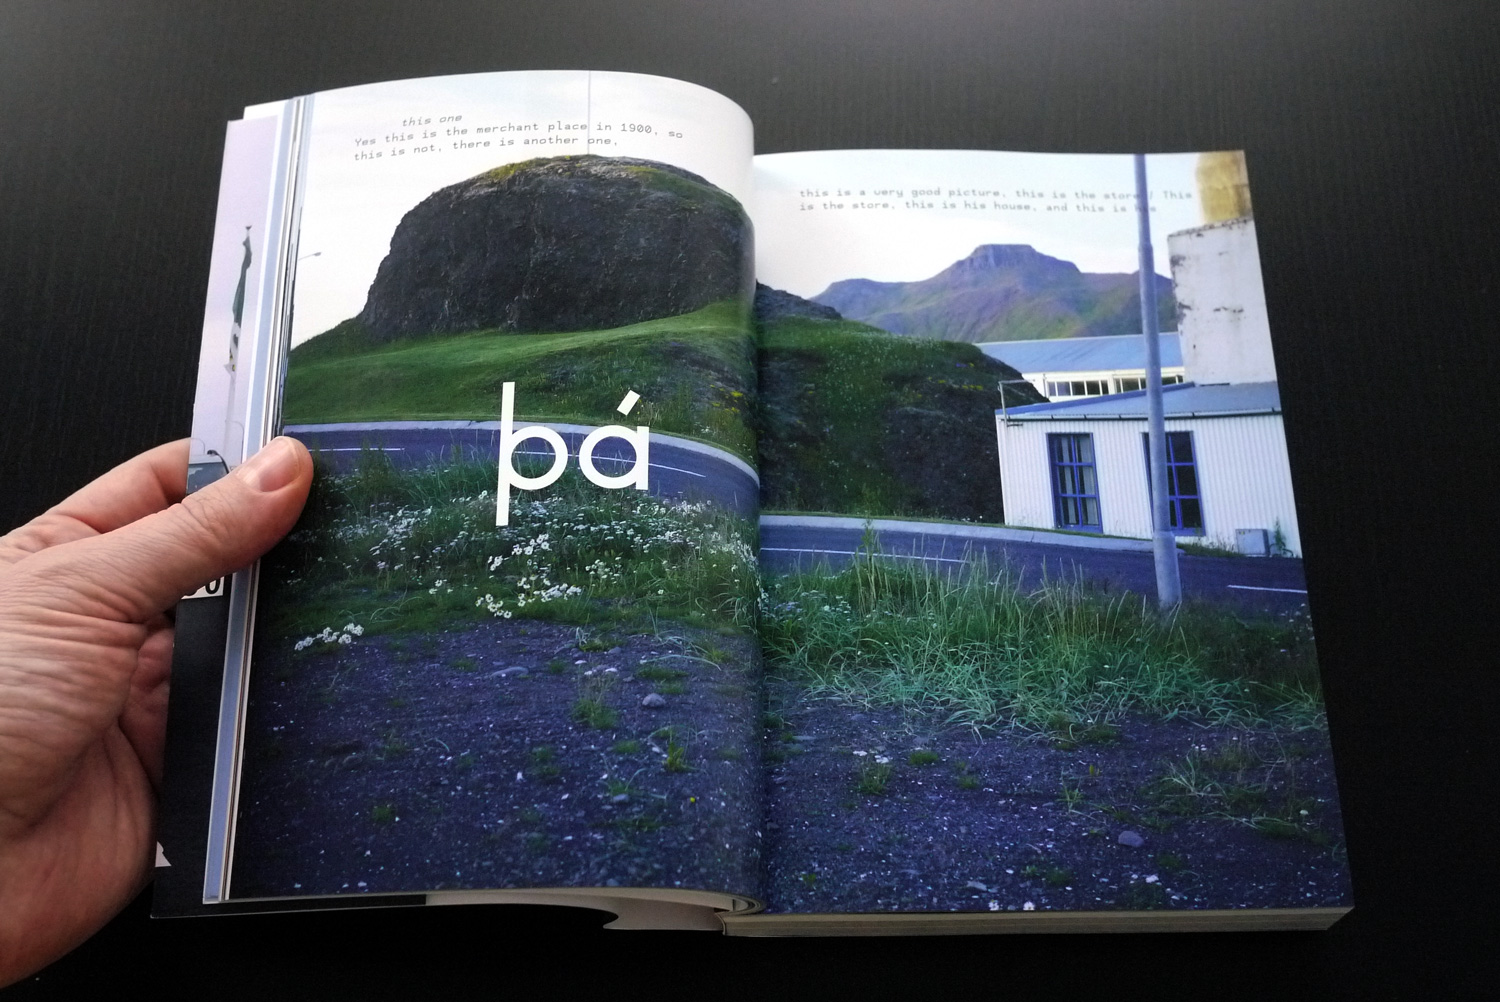 this one
Yes this is the merchant place in 1900, so
this is not, there is another one,
this is a very good picture, this is the store! This
is the store, this is his house, and this is
þá